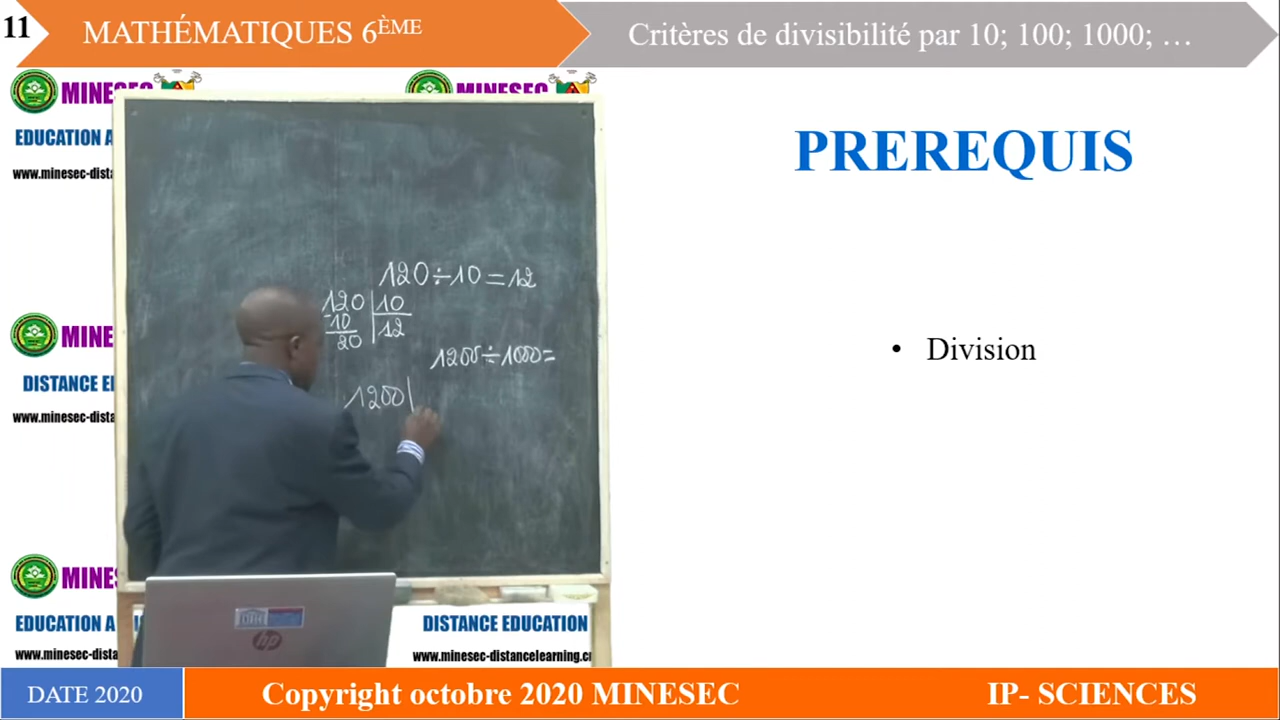 11
MATHÉMATIQUES 6ÈME
Critères de divisibilité par 10; 100; 1000; …
MINESEC
MINESEC
EDUCATION A
www.minesec-dista
PREREQUIS
120÷10=12
120 10
-10 12
20
1200÷1000=
1200
• Division
MINE
DISTANCE E
www.minesec-dista
MINES
EDUCATION A
www.minesec-dista
hp
DISTANCE EDUCATION
www.minesec-distancelearning.c
DATE 2020
Copyright octobre 2020 MINESEC
IP- SCIENCES